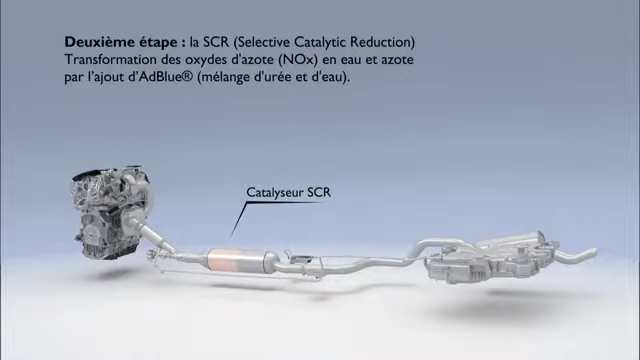 Deuxième étape : la SCR (Selective Catalytic Reduction)
Transformation des oxydes d'azote (NOx) en eau et azote
par l'ajout d'AdBlue® (mélange d'urée et d'eau).
Catalyseur SCR